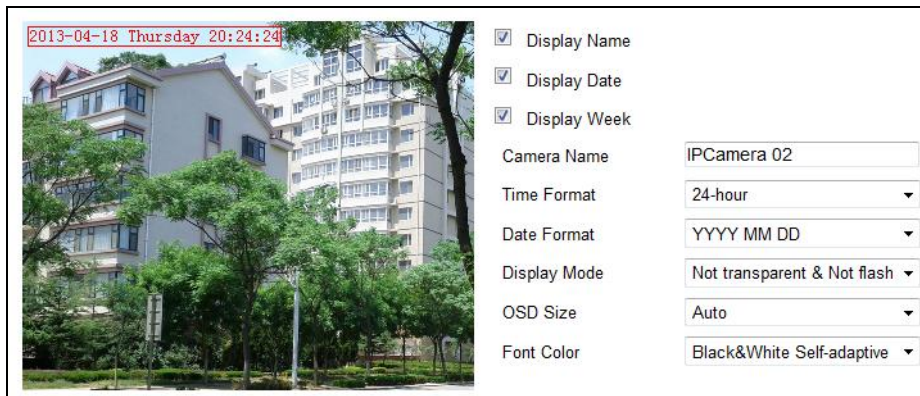 2013-04-18 Thursday 20:24:24
Display Name
Display Date
Display Week
Camera Name IPCamera 02
Time Format 24-hour
Date Format YYYY MM DD
Display Mode Not transparent & Not flash
OSD Size Auto
Font Color Black&White Self-adaptive